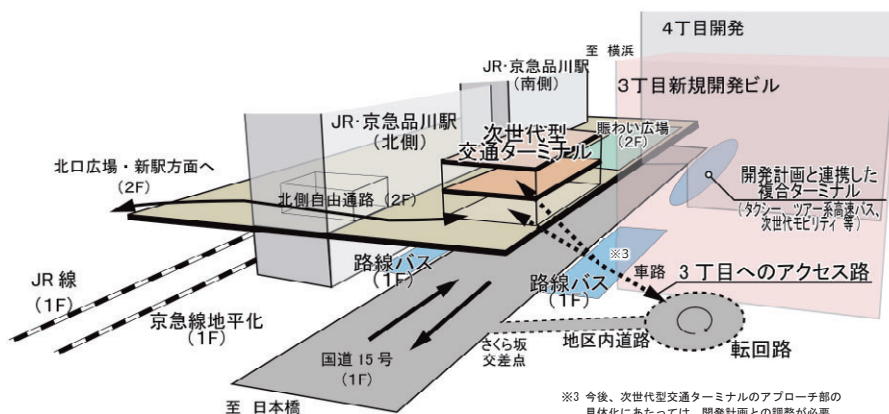 4丁目開発
至 横浜
JR･京急品川駅
(南側)
3丁目新規開発ビル
JR･京急品川駅
(北側)
次世代型
交通ターミナル
賑わい広場
(2F)
北口広場・新駅方面へ
(2F)
北側自由通路(2F)
開発計画と連携した
複合ターミナル
(タクシー、ツアー系高速バス、
次世代モビリティ 等)
※3
路線バス
(1F)
路線バス
(1F)
車路
3丁目へのアクセス路
JR線
(1F)
京急線地平化
(1F)
国道15号
(1F)
さくら坂
交差点
地区内道路
転回路
至 日本橋
※3 今後、次世代型交通ターミナルのアプローチ部の
具体化にあたっては、開発計画との調整が必要